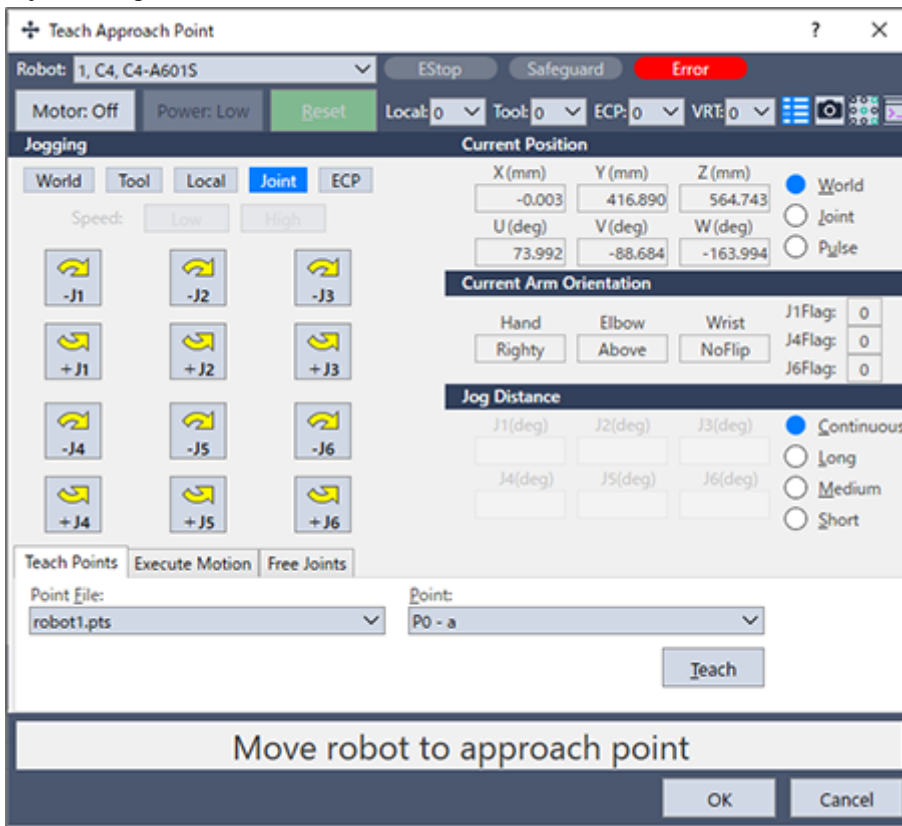 Teach Approach Point
Robot: 1, C4, C4-A601S EStop Safeguard Error
Motor: Off Power: Low Reset Local: 0 Tool: 0 ECP: 0 VRT: 0
Jogging Current Position
World Tool Local Joint ECP
Speed: Low High
X (mm) Y (mm) Z (mm)
-0.003 416.890 564.743
U (deg) V (deg) W (deg)
73.992 -88.684 -163.994
World
Joint
Pulse
-J1 -J2 -J3
+J1 +J2 +J3
-J4 -J5 -J6
+J4 +J5 +J6
Current Arm Orientation
Hand Elbow Wrist
Righty Above NoFlip
J1Flag: 0
J4Flag: 0
J6Flag: 0
Jog Distance
J1(deg) J2(deg) J3(deg)
J4(deg) J5(deg) J6(deg)
Continuous
Long
Medium
Short
Teach Points Execute Motion Free Joints
Point File: Point:
robot1.pts P0 - a
Teach
Move robot to approach point
OK Cancel